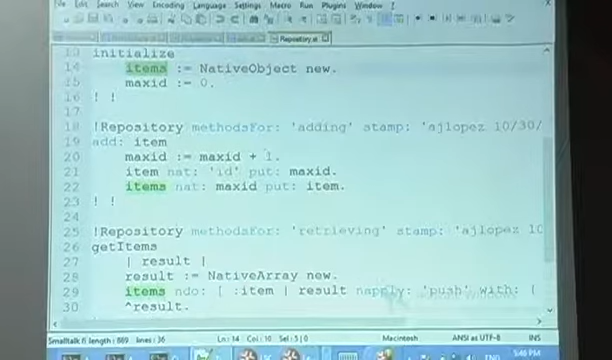 File Edit Search View Encoding Language Settings Macro Run Plugins Window ?
Repository.st
13 initialize
14 items := NativeObject new.
15 maxid := 0.
16 ! !
17
18 !Repository methodsFor: 'adding' stamp: 'ajlopez 10/30/
19 add: item
20 maxid := maxid + 1.
21 item nat: 'id' put: maxid.
22 items nat: maxid put: item.
23 ! !
24
25 !Repository methodsFor: 'retrieving' stamp: 'ajlopez 10
26 getItems
27 | result |
28 result := NativeArray new.
29 items ndo: [ :item | result napply: 'push' with: {
30 ^result.
Smalltalk fi length : 869 lines : 36 Ln : 14 Col : 10 Sel : 5 | 0 Macintosh ANSI as UTF-8 INS
5:40 PM